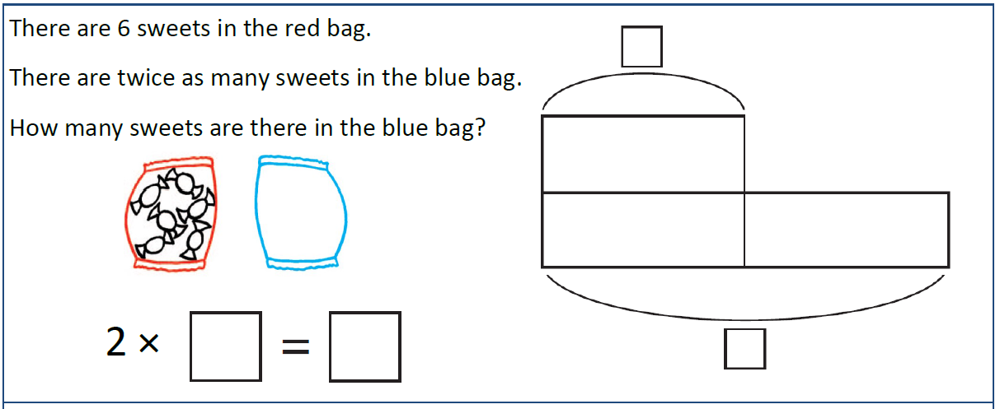 There are 6 sweets in the red bag.
There are twice as many sweets in the blue bag.
How many sweets are there in the blue bag?
2 × =